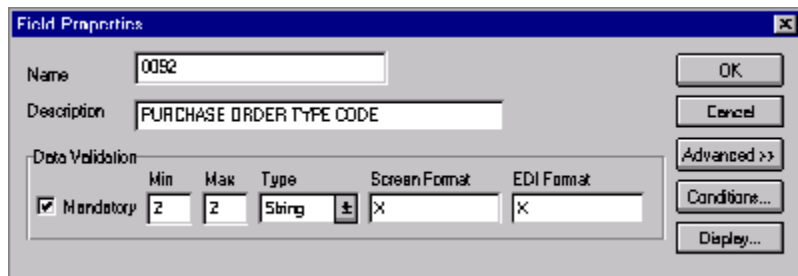 Field Properties
Name 0092
OK
Description PURCHASE ORDER TYPE CODE
Cancel
Data Validation
Advanced >>
Min Max Type Screen Format EDI Format
Mandatory 2 2 String X X
Conditions...
Display...